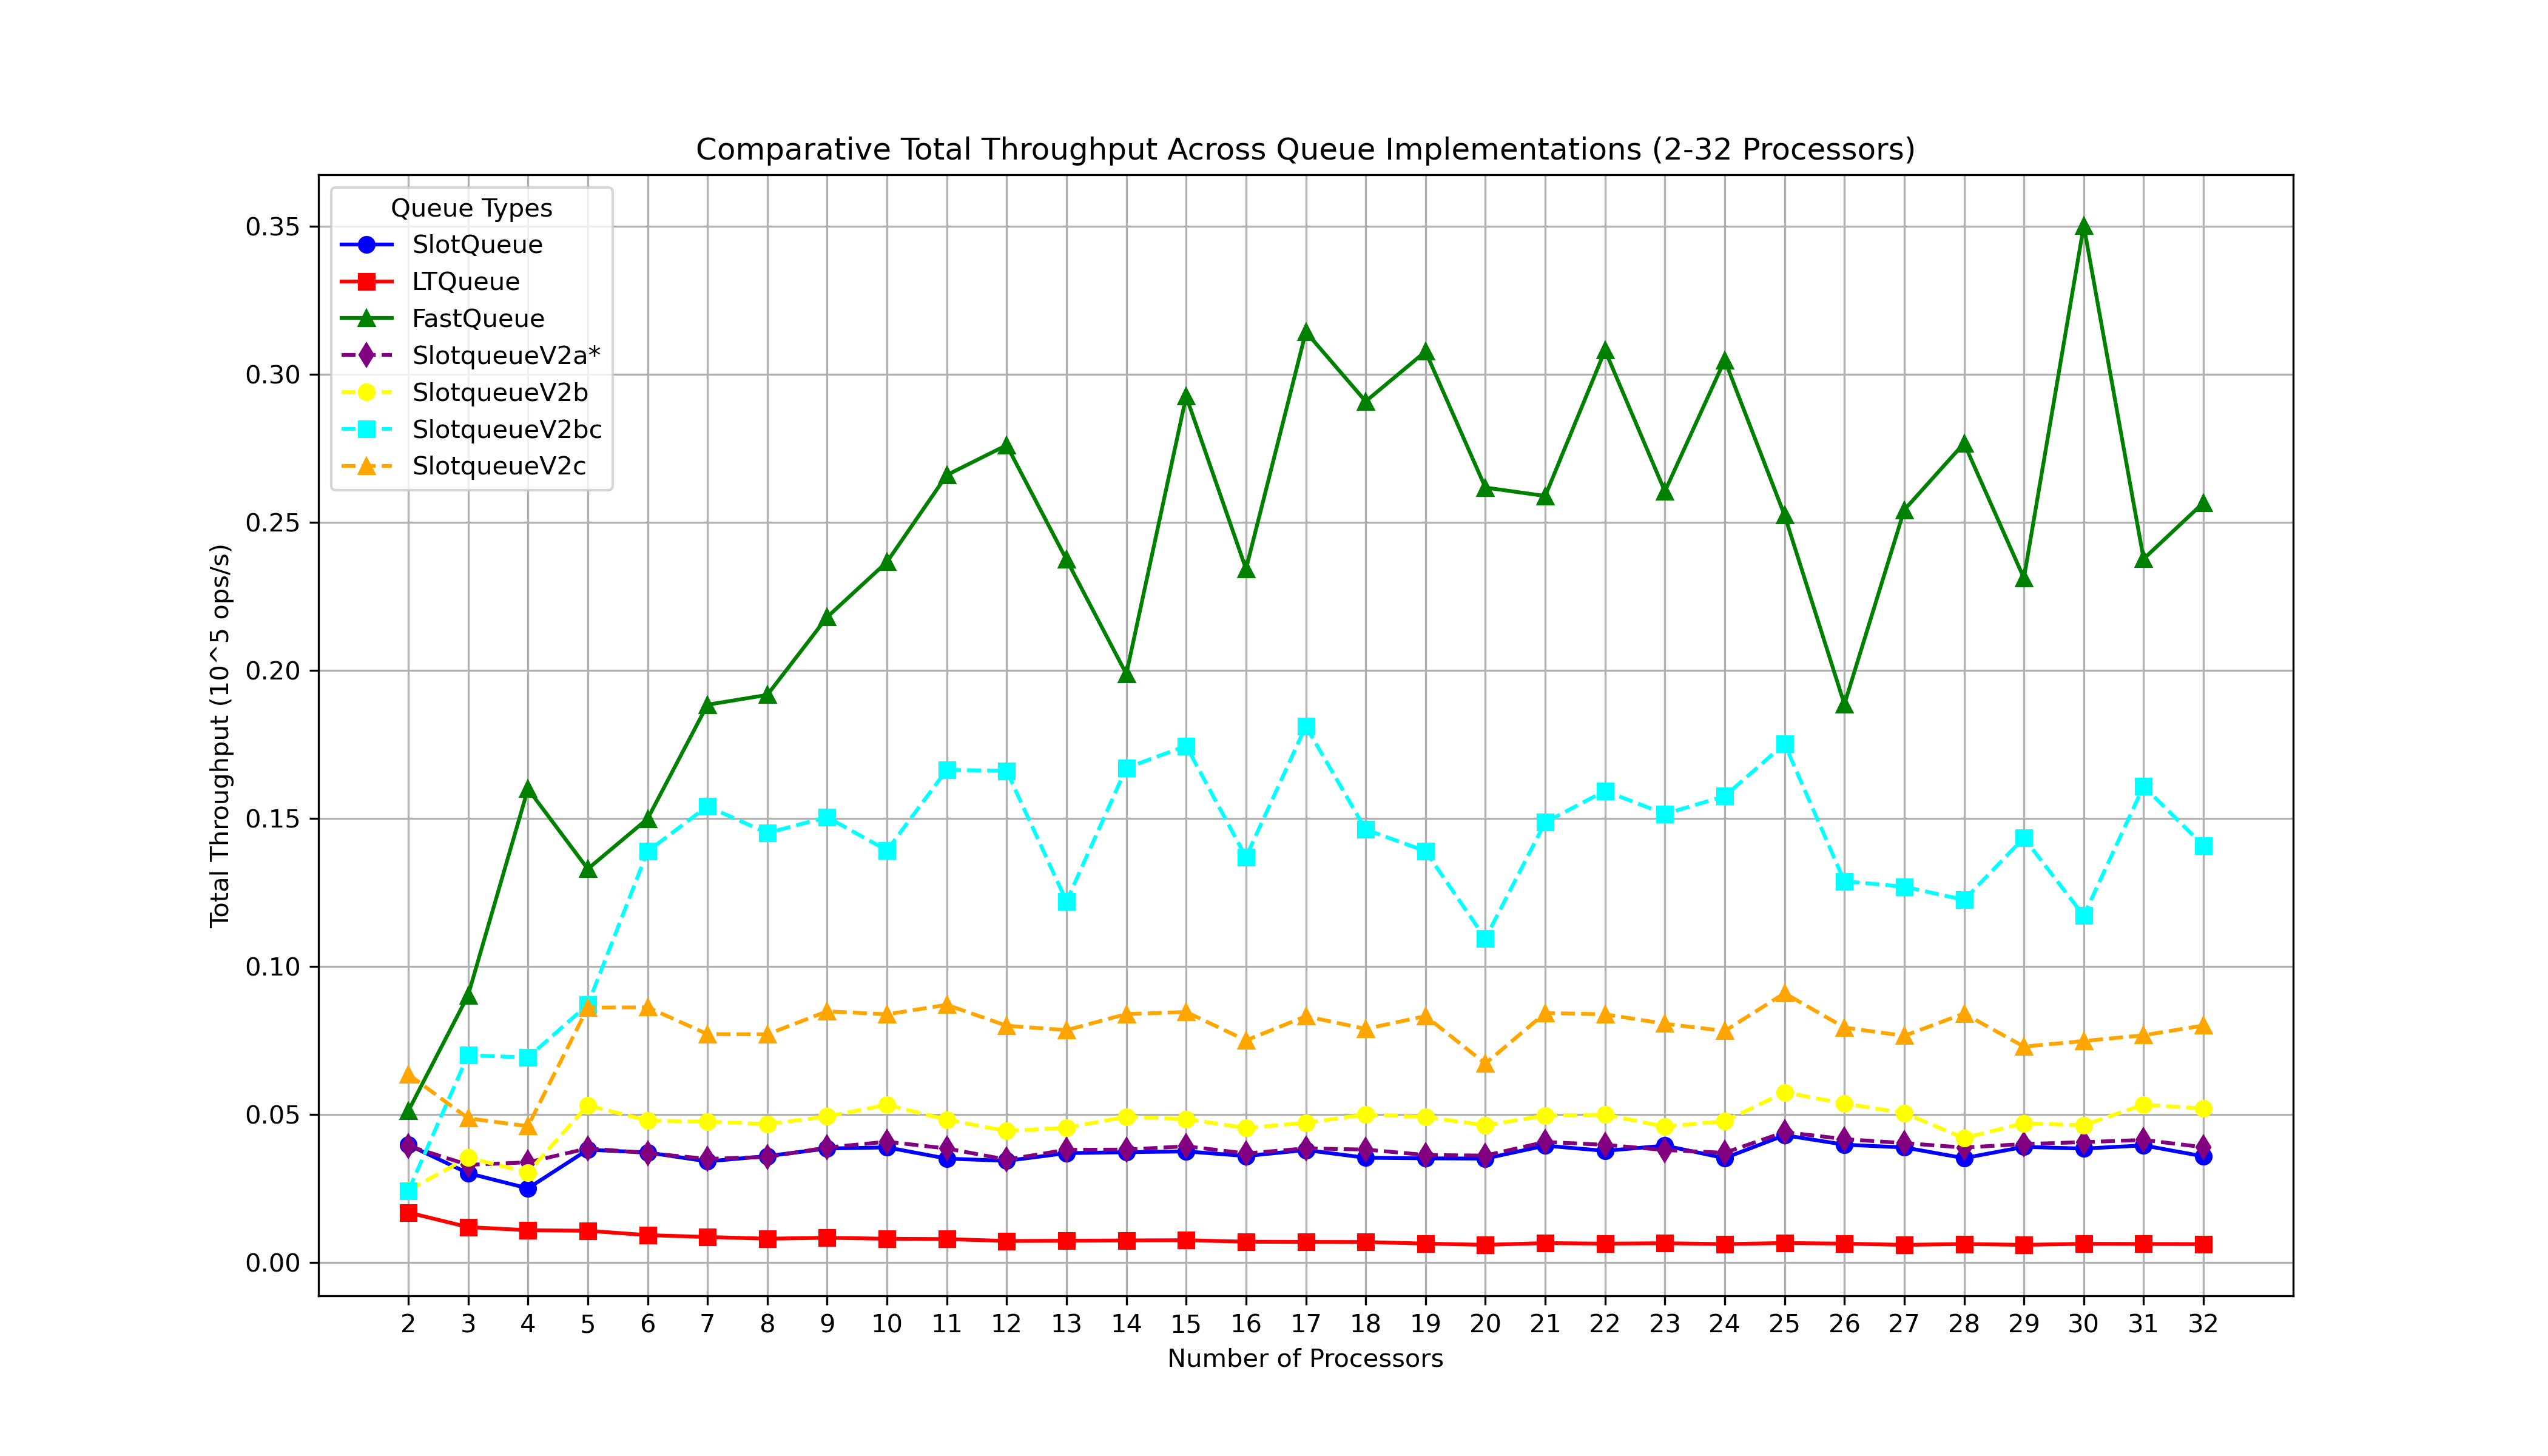 Comparative Total Throughput Across Queue Implementations (2-32 Processors)
Queue Types
SlotQueue
LTQueue
FastQueue
SlotqueueV2a*
SlotqueueV2b
SlotqueueV2bc
SlotqueueV2c
Total Throughput (10^5 ops/s)
0.35
0.30
0.25
0.20
0.15
0.10
0.05
0.00
2 3 4 5 6 7 8 9 10 11 12 13 14 15 16 17 18 19 20 21 22 23 24 25 26 27 28 29 30 31 32
Number of Processors